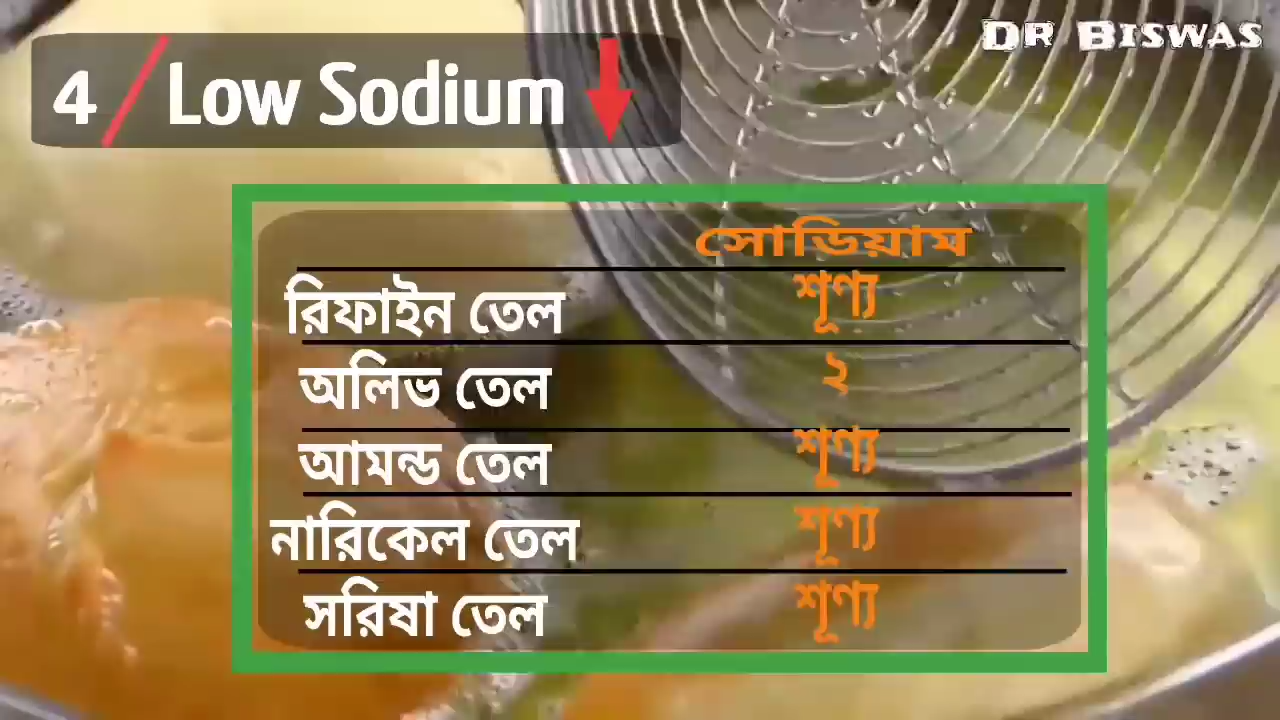 DR BISWAS
4/ Low Sodium
সোডিয়াম
রিফাইন তেল শূণ্য
অলিভ তেল ২
আমন্ড তেল শূণ্য
নারিকেল তেল শূণ্য
সরিষা তেল শূণ্য